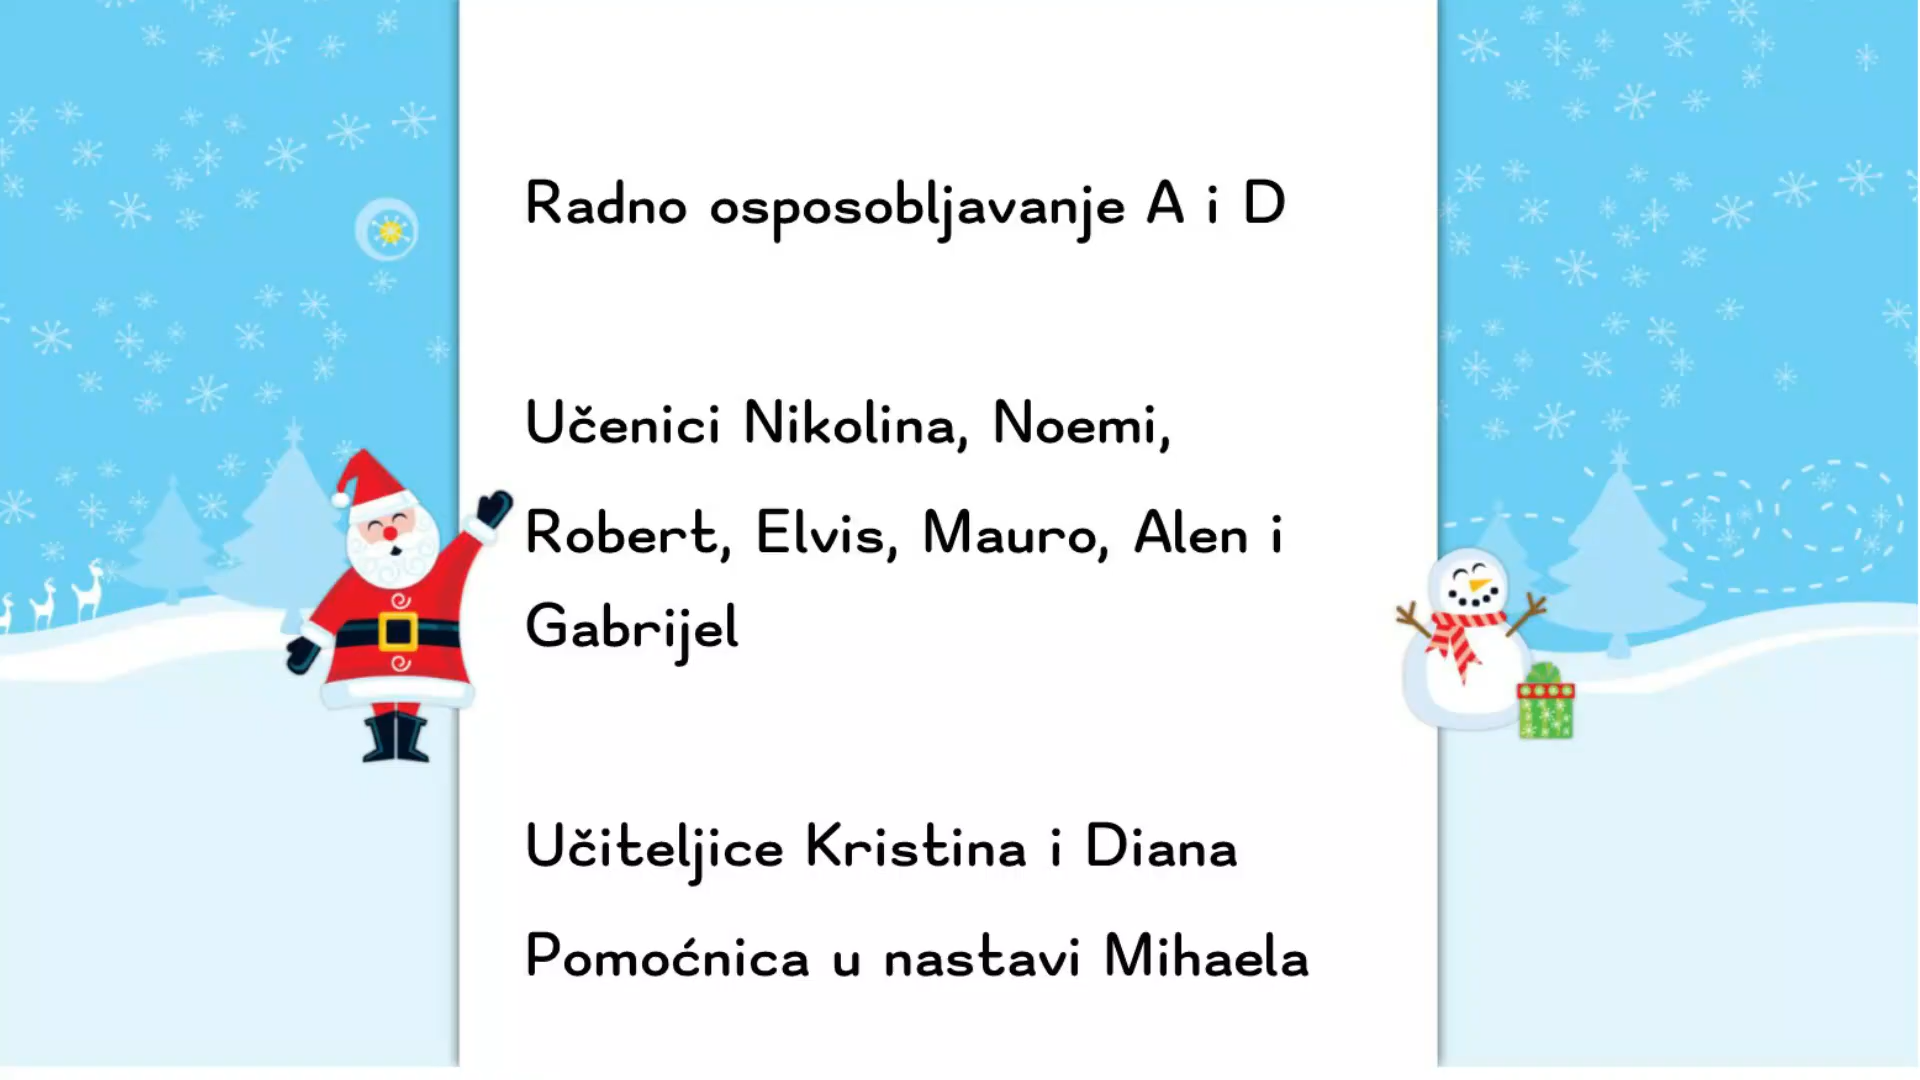 Radno osposobljavanje A i D
Učenici Nikolina, Noemi,
Robert, Elvis, Mauro, Alen i
Gabrijel
Učiteljice Kristina i Diana
Pomoćnica u nastavi Mihaela